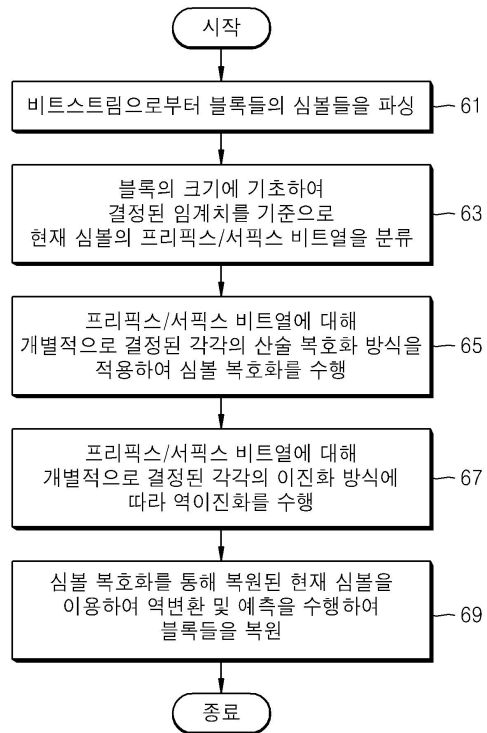 시작
비트스트림으로부터 블록들의 심볼들을 파싱
61
블록의 크기에 기초하여
결정된 임계치를 기준으로
현재 심볼의 프리픽스/서픽스 비트열을 분류
63
프리픽스/서픽스 비트열에 대해
개별적으로 결정된 각각의 산술 복호화 방식을
적용하여 심볼 복호화를 수행
65
프리픽스/서픽스 비트열에 대해
개별적으로 결정된 각각의 이진화 방식에
따라 역이진화를 수행
67
심볼 복호화를 통해 복원된 현재 심볼을
이용하여 역변환 및 예측을 수행하여
블록들을 복원
69
종료